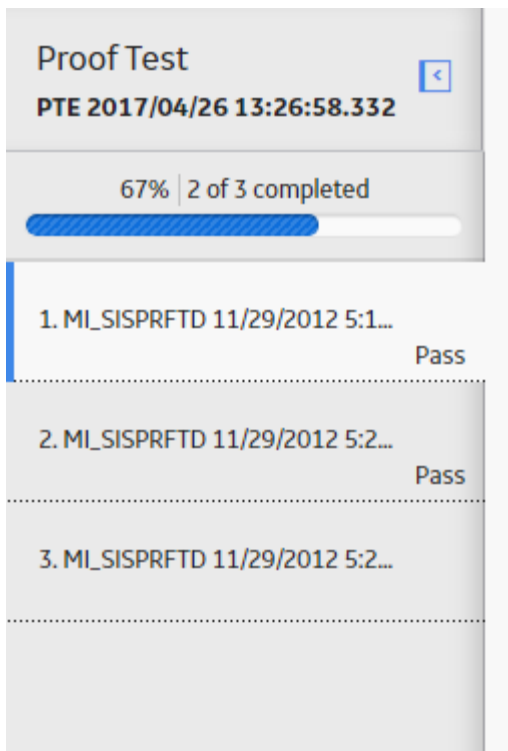 Proof Test
PTE 2017/04/26 13:26:58.332
67% 2 of 3 completed
1. MI_SISPRFTD 11/29/2012 5:1...
Pass
2. MI_SISPRFTD 11/29/2012 5:2...
Pass
3. MI_SISPRFTD 11/29/2012 5:2...